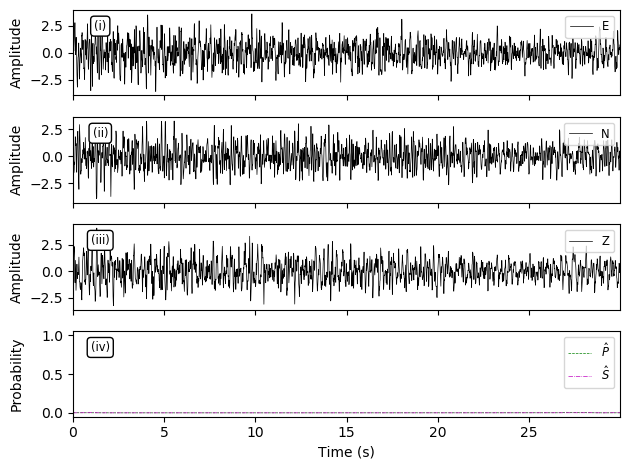 (i)
E
Amplitude
2.5
0.0
−2.5
(ii)
N
Amplitude
2.5
0.0
−2.5
(iii)
Z
Amplitude
2.5
0.0
−2.5
(iv)
P̂
Ŝ
Probability
1.0
0.5
0.0
0 5 10 15 20 25
Time (s)